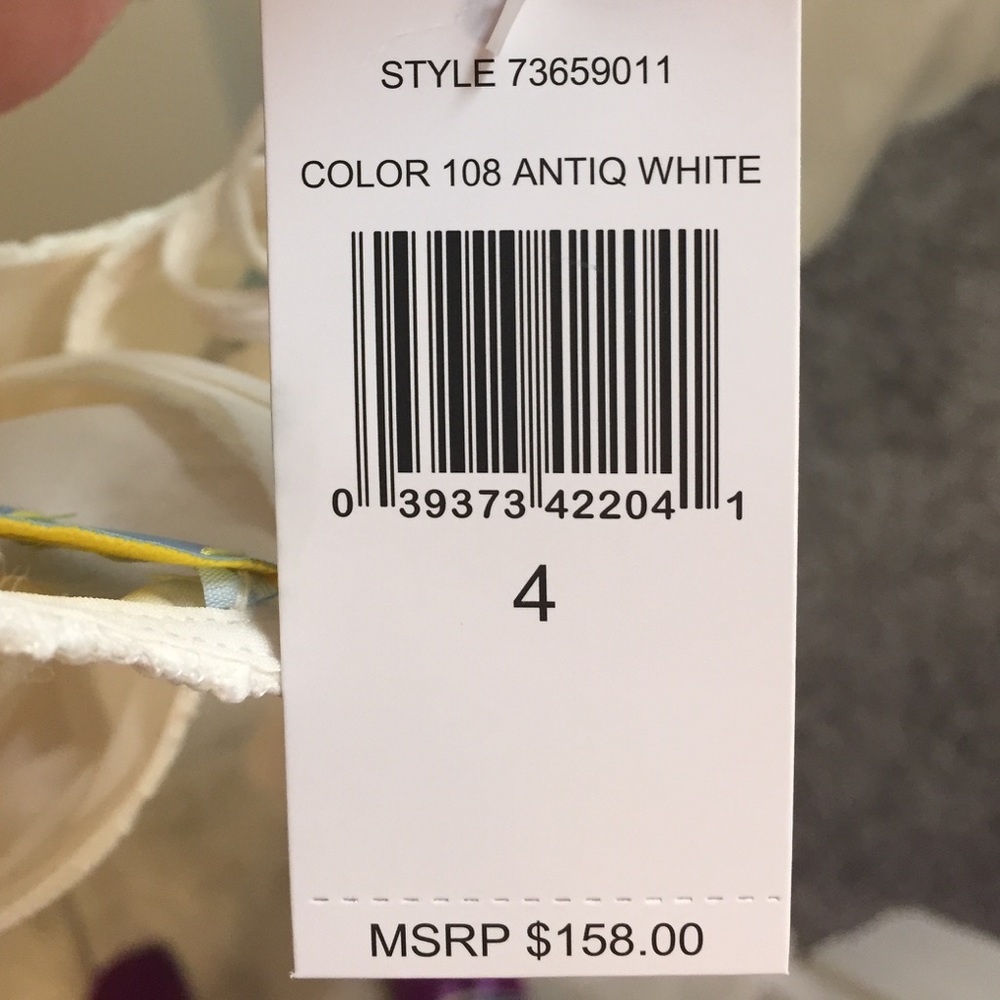 STYLE 73659011
COLOR 108 ANTIQ WHITE
0 39373 42204 1
4
MSRP $158.00